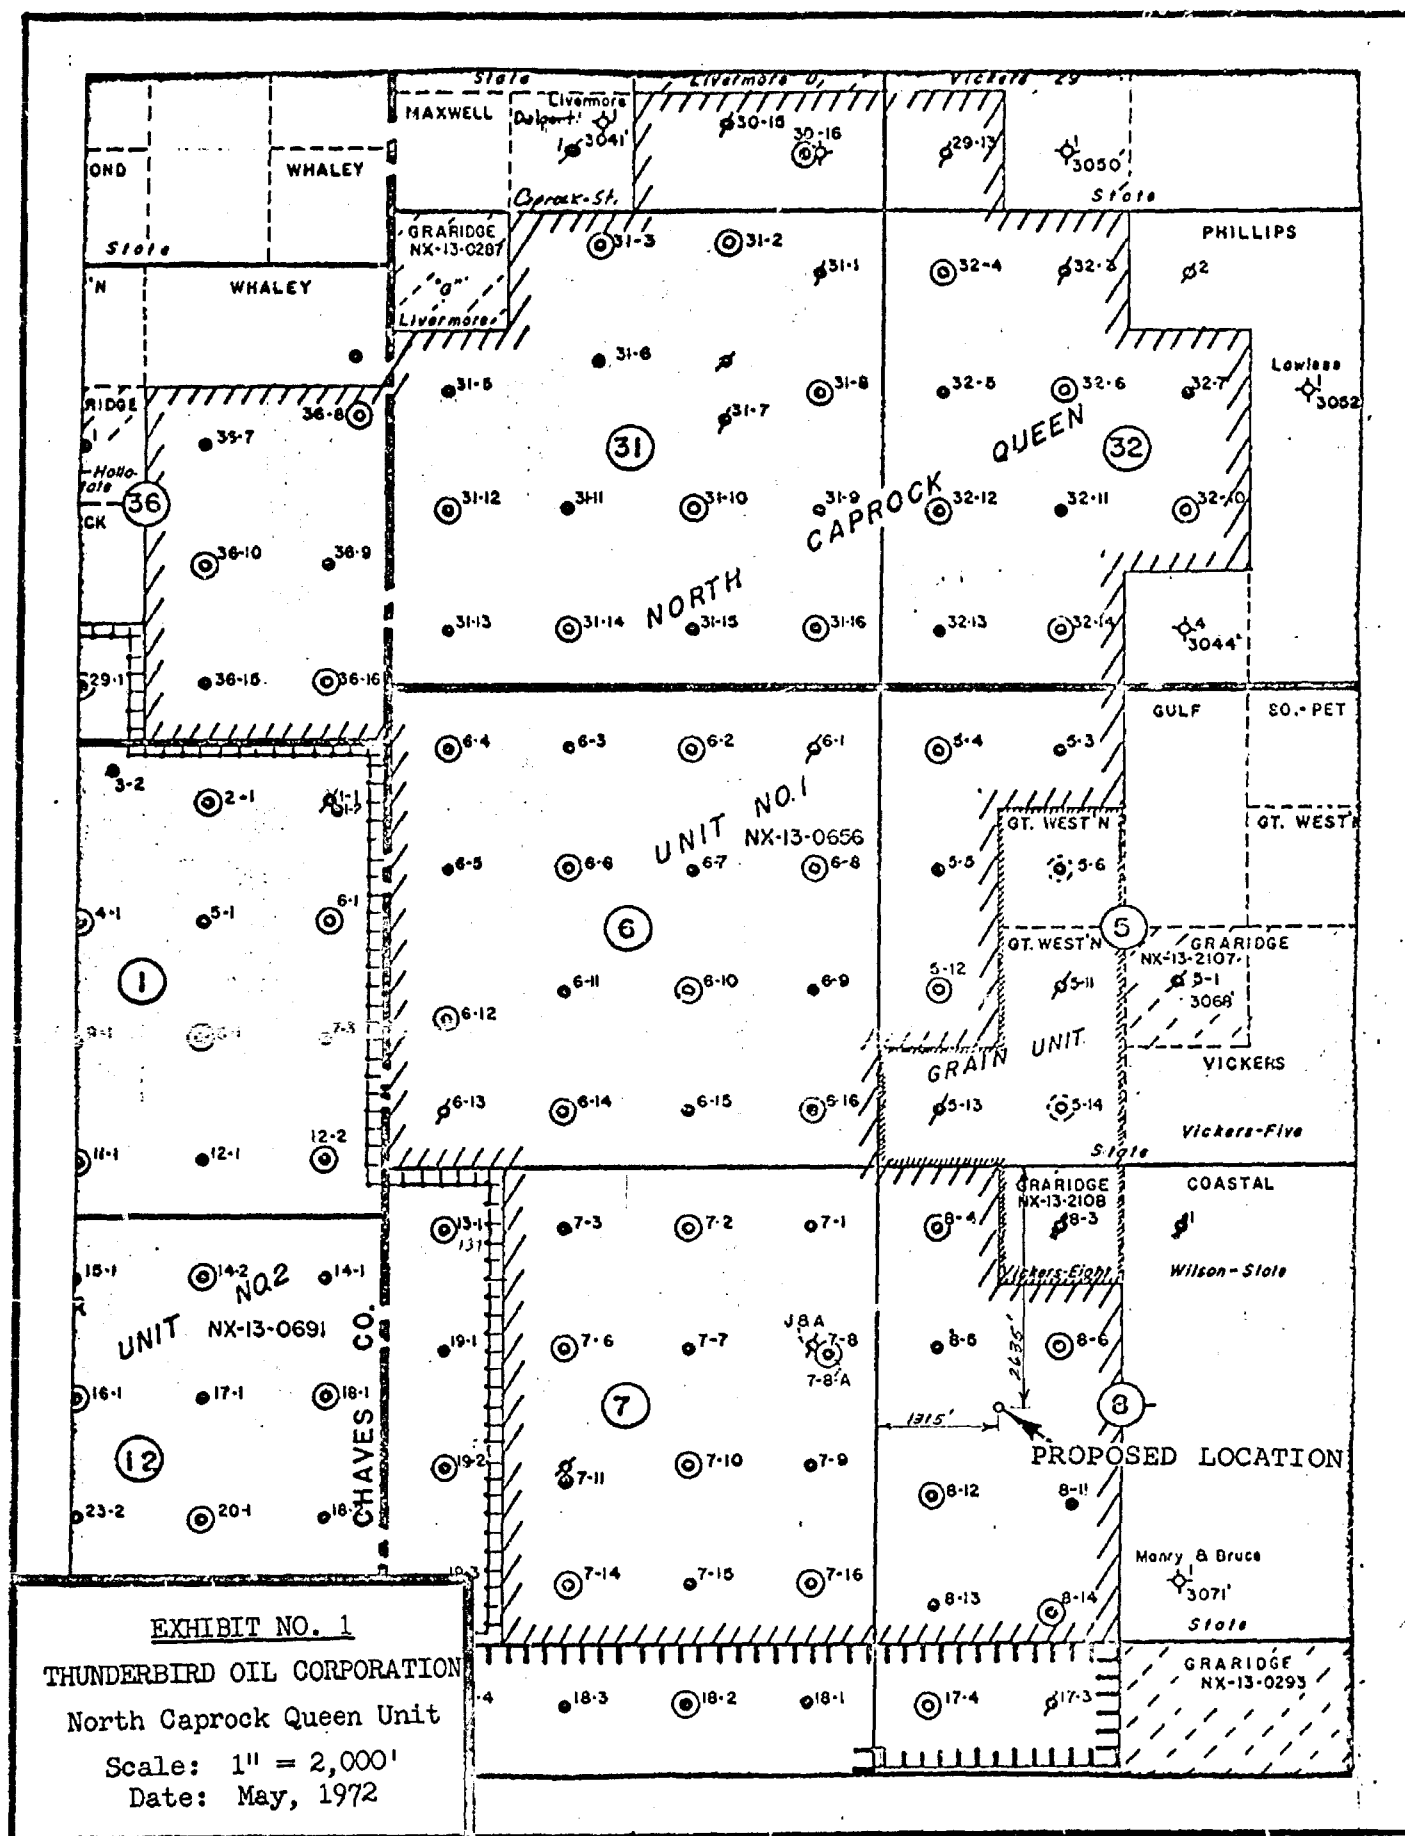 State
Livermore
Vickers 29
MAXWELL
Livermore
1
3041'
30-15
30-16
29-13
1
3050'
OND
WHALEY
Caprock-St.
State
State
GRARIDGE
NX-13-0287
"G"
Livermore
31-3
31-2
31-1
32-4
32-3
PHILLIPS
2
'N
WHALEY
31-6
31-5
31-8
32-5
32-6
32-7
Lawless
1
3052
RIDGE
1
36-8
35-7
31-7
QUEEN
31
32
36
CK
31-12
31-11
31-10
31-9
CAPROCK
32-12
32-11
32-10
36-10
36-9
NORTH
31-13
31-14
31-15
31-16
32-13
32-14
4
3044'
29-1
36-15
36-16
GULF
SO.-PET
6-4
6-3
6-2
6-1
5-4
5-3
3-2
2-1
1-1
1-2
UNIT NO.1
NX-13-0656
GT. WEST'N
GT. WEST'N
6-5
6-6
6-7
6-8
5-5
5-6
4-1
5-1
6-1
6
5
GT. WEST'N
GRARIDGE
NX-13-2107
5-1
3068'
1
6-11
6-10
6-9
5-12
5-11
6-12
9-1
7-3
GRAIN UNIT
VICKERS
6-13
6-14
6-15
6-16
5-13
5-14
Vickers-Five
State
11-1
12-1
12-2
GRARIDGE
NX-13-2108
COASTAL
13-1
7-3
7-2
7-1
8-4
8-3
1
Vickers-Eight
Wilson-State
15-1
14-2
14-1
UNIT NO.2
NX-13-0691
CHAVES CO.
19-1
7-6
7-7
J&A
7-8
7-8-A
8-5
8-6
2635'
16-1
17-1
18-1
7
1315'
8
PROPOSED LOCATION
12
19-2
7-11
7-10
7-9
8-12
8-11
23-2
20-1
18-2
7-14
7-15
7-16
8-13
8-14
Manry & Bruce
1
3071'
State
GRARIDGE
NX-13-0293
18-3
18-2
18-1
17-4
17-3
EXHIBIT NO. 1
THUNDERBIRD OIL CORPORATION
North Caprock Queen Unit
Scale: 1" = 2,000'
Date: May, 1972